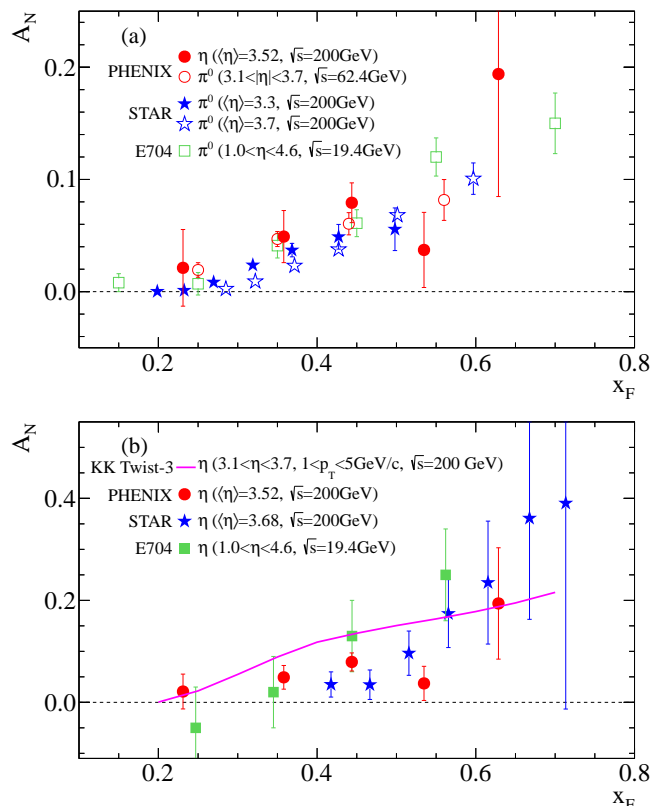 A_N
(a)
η (⟨η⟩=3.52, √s=200GeV)
PHENIX
π⁰ (3.1<|η|<3.7, √s=62.4GeV)
π⁰ (⟨η⟩=3.3, √s=200GeV)
STAR
π⁰ (⟨η⟩=3.7, √s=200GeV)
E704 π⁰ (1.0<η<4.6, √s=19.4GeV)
0.2
0.1
0.0
0.2 0.4 0.6 0.8
x_F
A_N
(b)
KK Twist-3 η (3.1<η<3.7, 1<p_T<5GeV/c, √s=200 GeV)
PHENIX η (⟨η⟩=3.52, √s=200GeV)
STAR η (⟨η⟩=3.68, √s=200GeV)
E704 η (1.0<η<4.6, √s=19.4GeV)
0.4
0.2
0.0
0.2 0.4 0.6 0.8
x_F